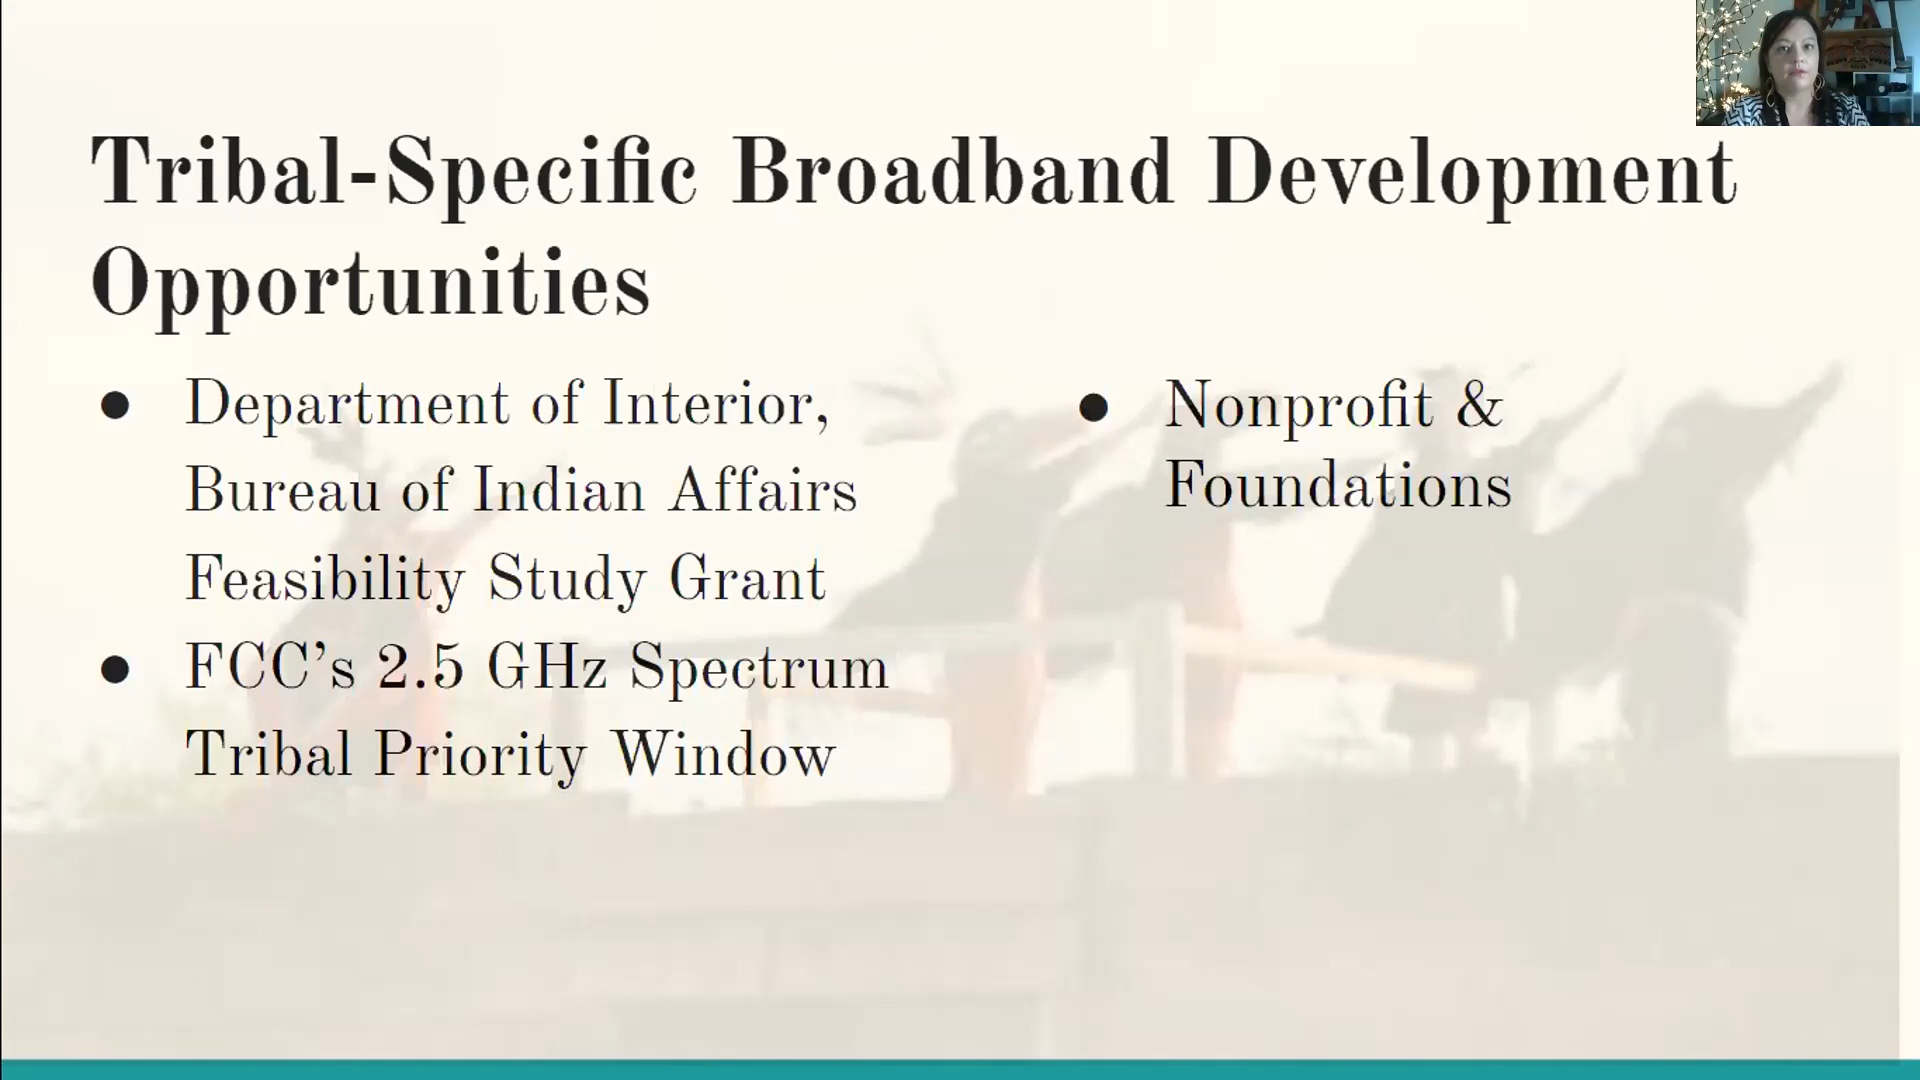 Tribal-Specific Broadband Development
Opportunities
● Department of Interior,
Bureau of Indian Affairs
Feasibility Study Grant
● FCC’s 2.5 GHz Spectrum
Tribal Priority Window
● Nonprofit &
Foundations